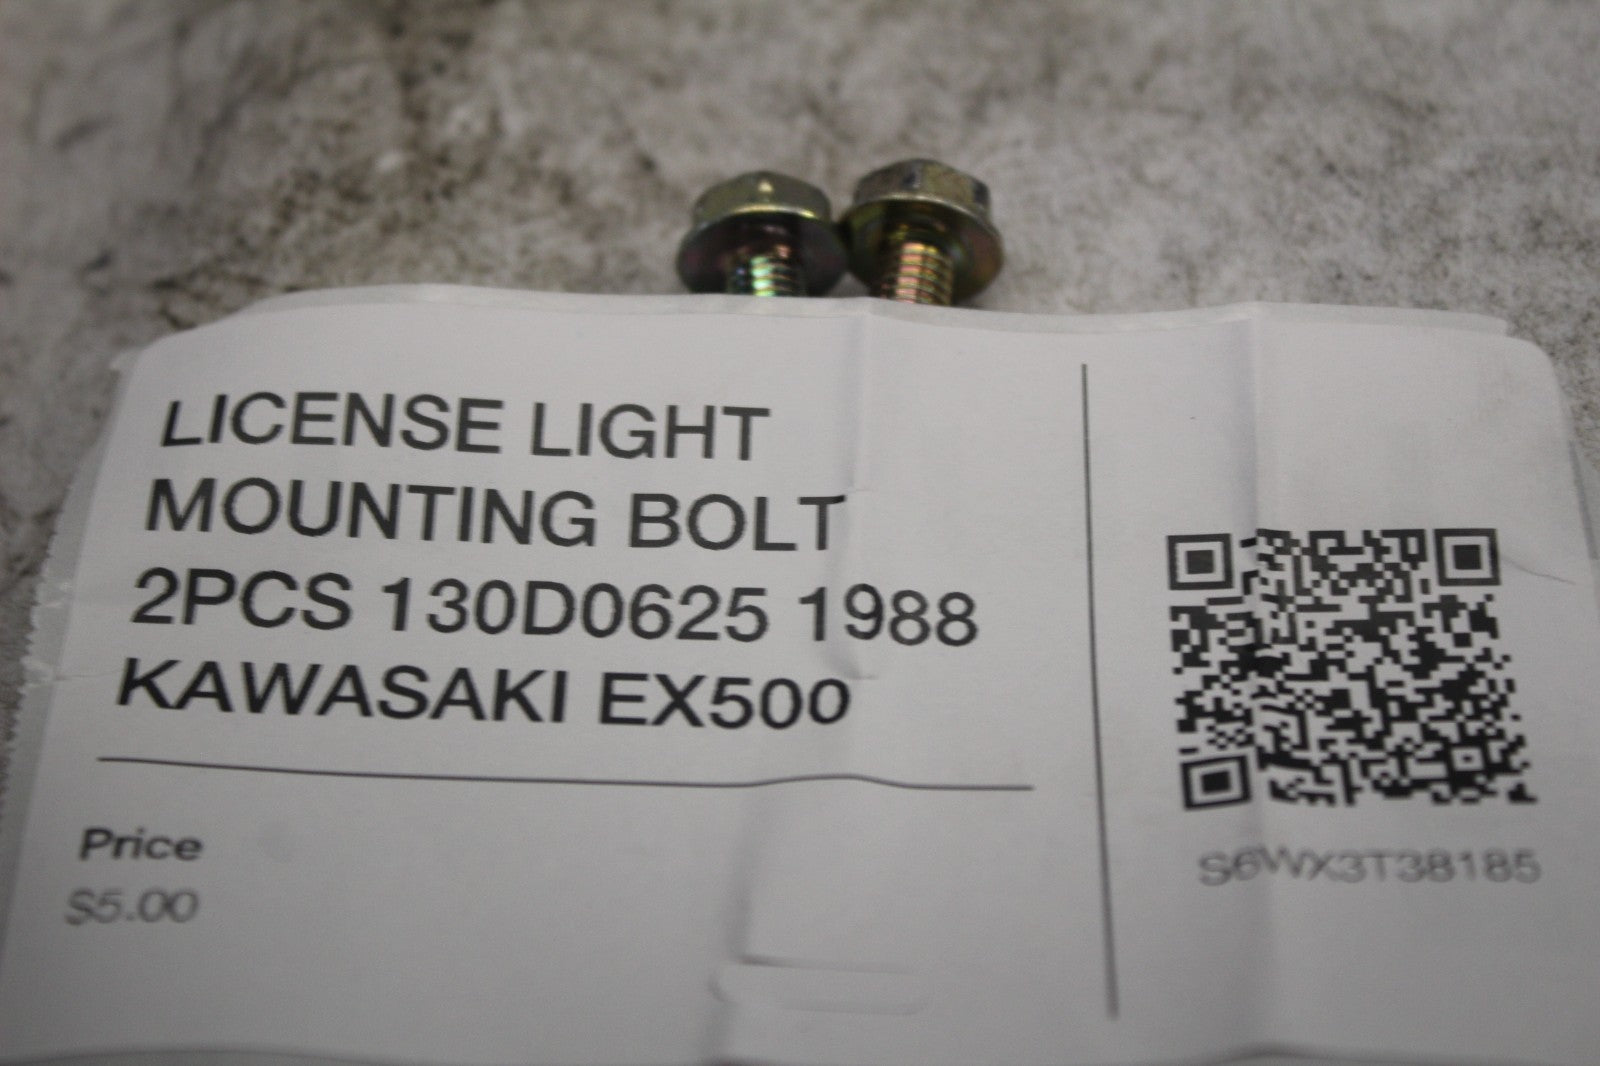 LICENSE LIGHT
MOUNTING BOLT
2PCS 130D0625 1988
KAWASAKI EX500
Price
$5.00
S6WX3T38185